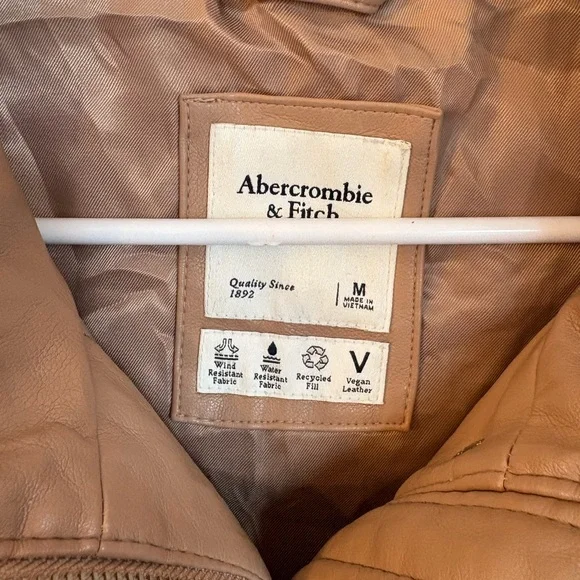 Abercrombie
& Fitch
Quality Since
1892
M
MADE IN
VIETNAM
Wind
Resistant
Fabric
Water
Resistant
Fabric
Recycled
Fill
V
Vegan
Leather